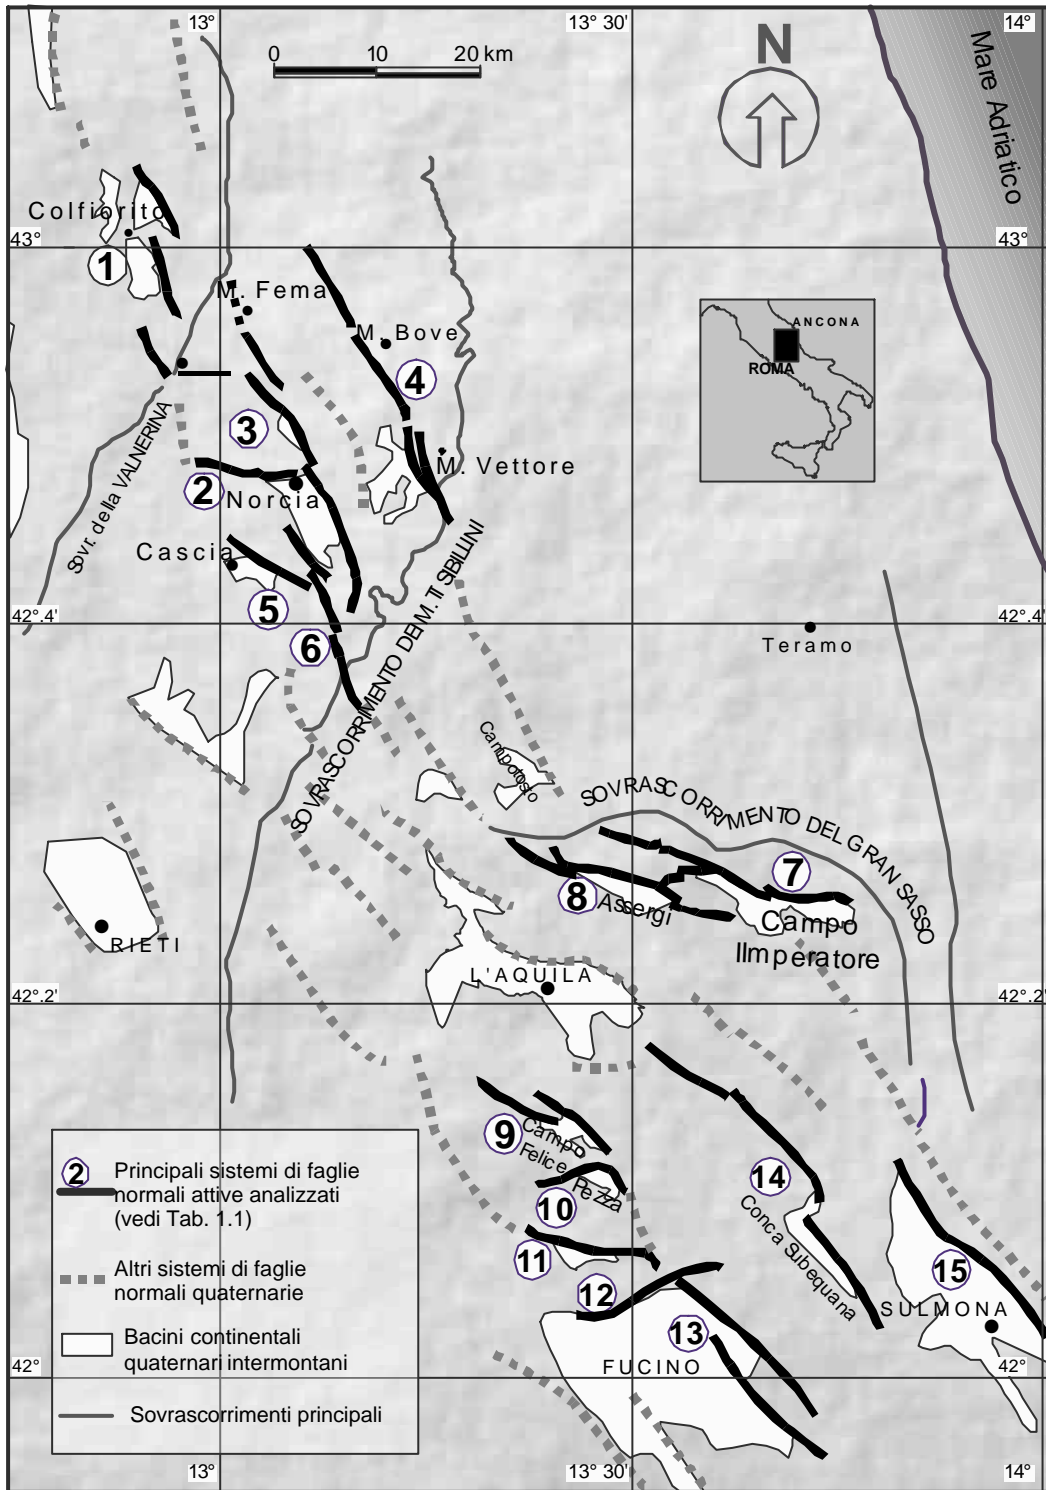 13°
13° 30'
14°
0 10 20 km
N
Mare Adriatico
Colfiorito
43°
43°
1
M. Fema
M. Bove
ANCONA
ROMA
4
3
Sovr. della VALNERINA
M. Vettore
2
Norcia
Cascia
5
42°.4'
42°.4'
6
Teramo
SOVRASCORRIMENTO DEI M.TI SIBILLINI
Campotosto
SOVRASCORRIMENTO DEL GRAN SASSO
7
8
Assergi
Campo
IImperatore
RIETI
L'AQUILA
42°.2'
42°.2'
9
Campo
Felice
Pezza
10
14
Conca Subequana
11
12
15
SULMONA
13
FUCINO
42°
42°
2
Principali sistemi di faglie
normali attive analizzati
(vedi Tab. 1.1)
Altri sistemi di faglie
normali quaternarie
Bacini continentali
quaternari intermontani
Sovrascorrimenti principali
13°
13° 30'
14°